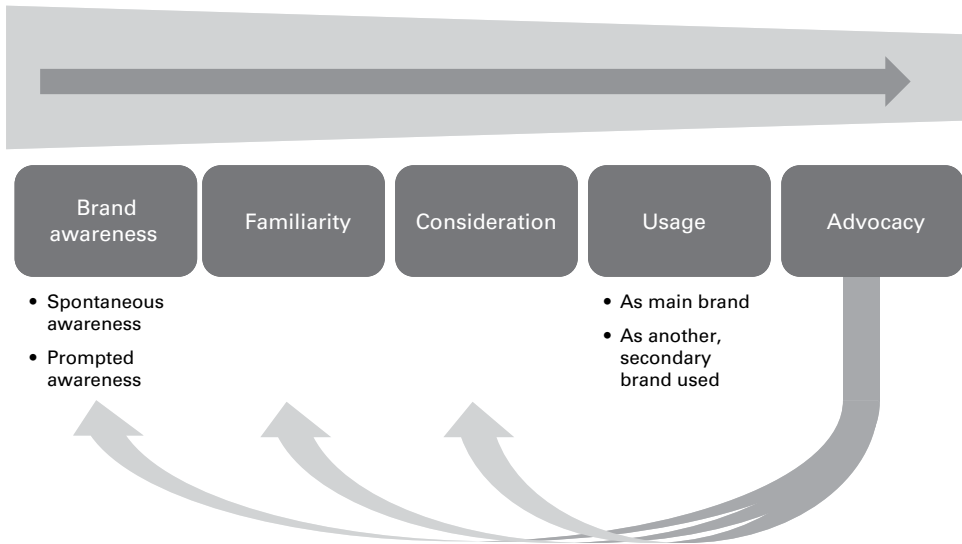 Brand
awareness
Familiarity
Consideration
Usage
Advocacy
• Spontaneous
awareness
• Prompted
awareness
• As main brand
• As another,
secondary
brand used